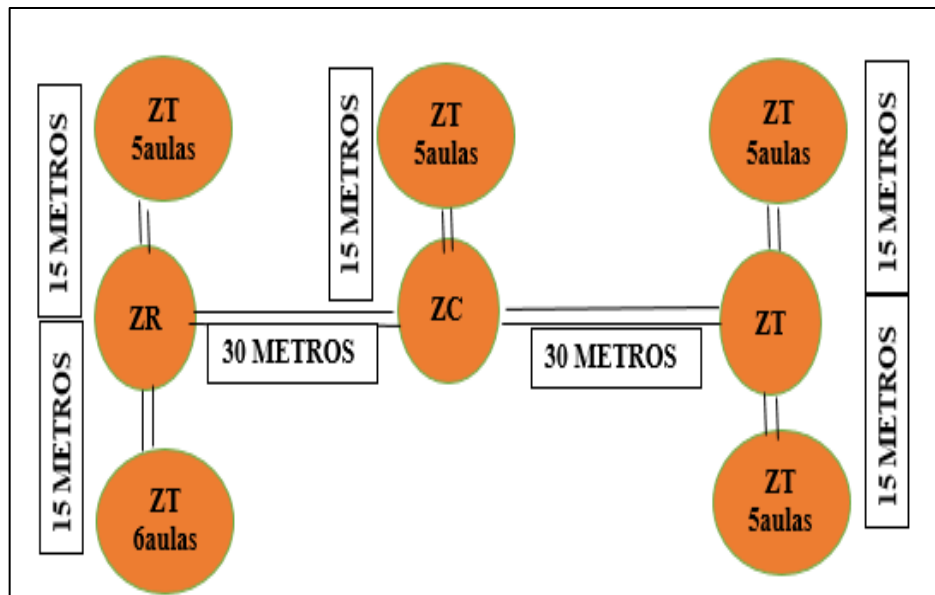 15 METROS
ZT
5aulas
15 METROS
ZT
5aulas
ZT
5aulas
15 METROS
ZR
30 METROS
ZC
30 METROS
ZT
15 METROS
ZT
6aulas
ZT
5aulas
15 METROS